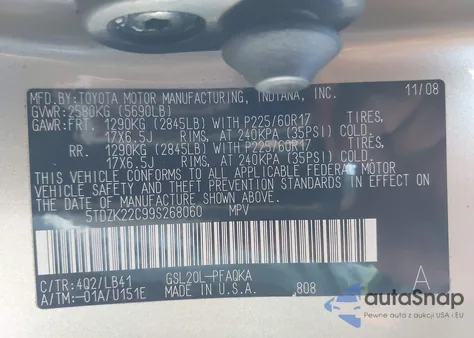 MFD.BY:TOYOTA MOTOR MANUFACTURING, INDIANA, INC. 11/08
GVWR:2580KG (5690LB)
GAWR:FRT. 1290KG (2845LB) WITH P225/60R17 TIRES,
17X6.5J RIMS, AT 240KPA (35PSI) COLD.
RR. 1290KG (2845LB) WITH P225/60R17 TIRES,
17X6.5J RIMS, AT 240KPA (35PSI) COLD.
THIS VEHICLE CONFORMS TO ALL APPLICABLE FEDERAL MOTOR
VEHICLE SAFETY AND THEFT PREVENTION STANDARDS IN EFFECT ON
THE DATE OF MANUFACTURE SHOWN ABOVE.
5TDZK22C99S268060 MPV
C/TR:4Q2/LB41 GSL20L-PFAQKA A
A/TM:-01A/U151E MADE IN U.S.A. 808
autoSnap
Pewne auta z USA i EU